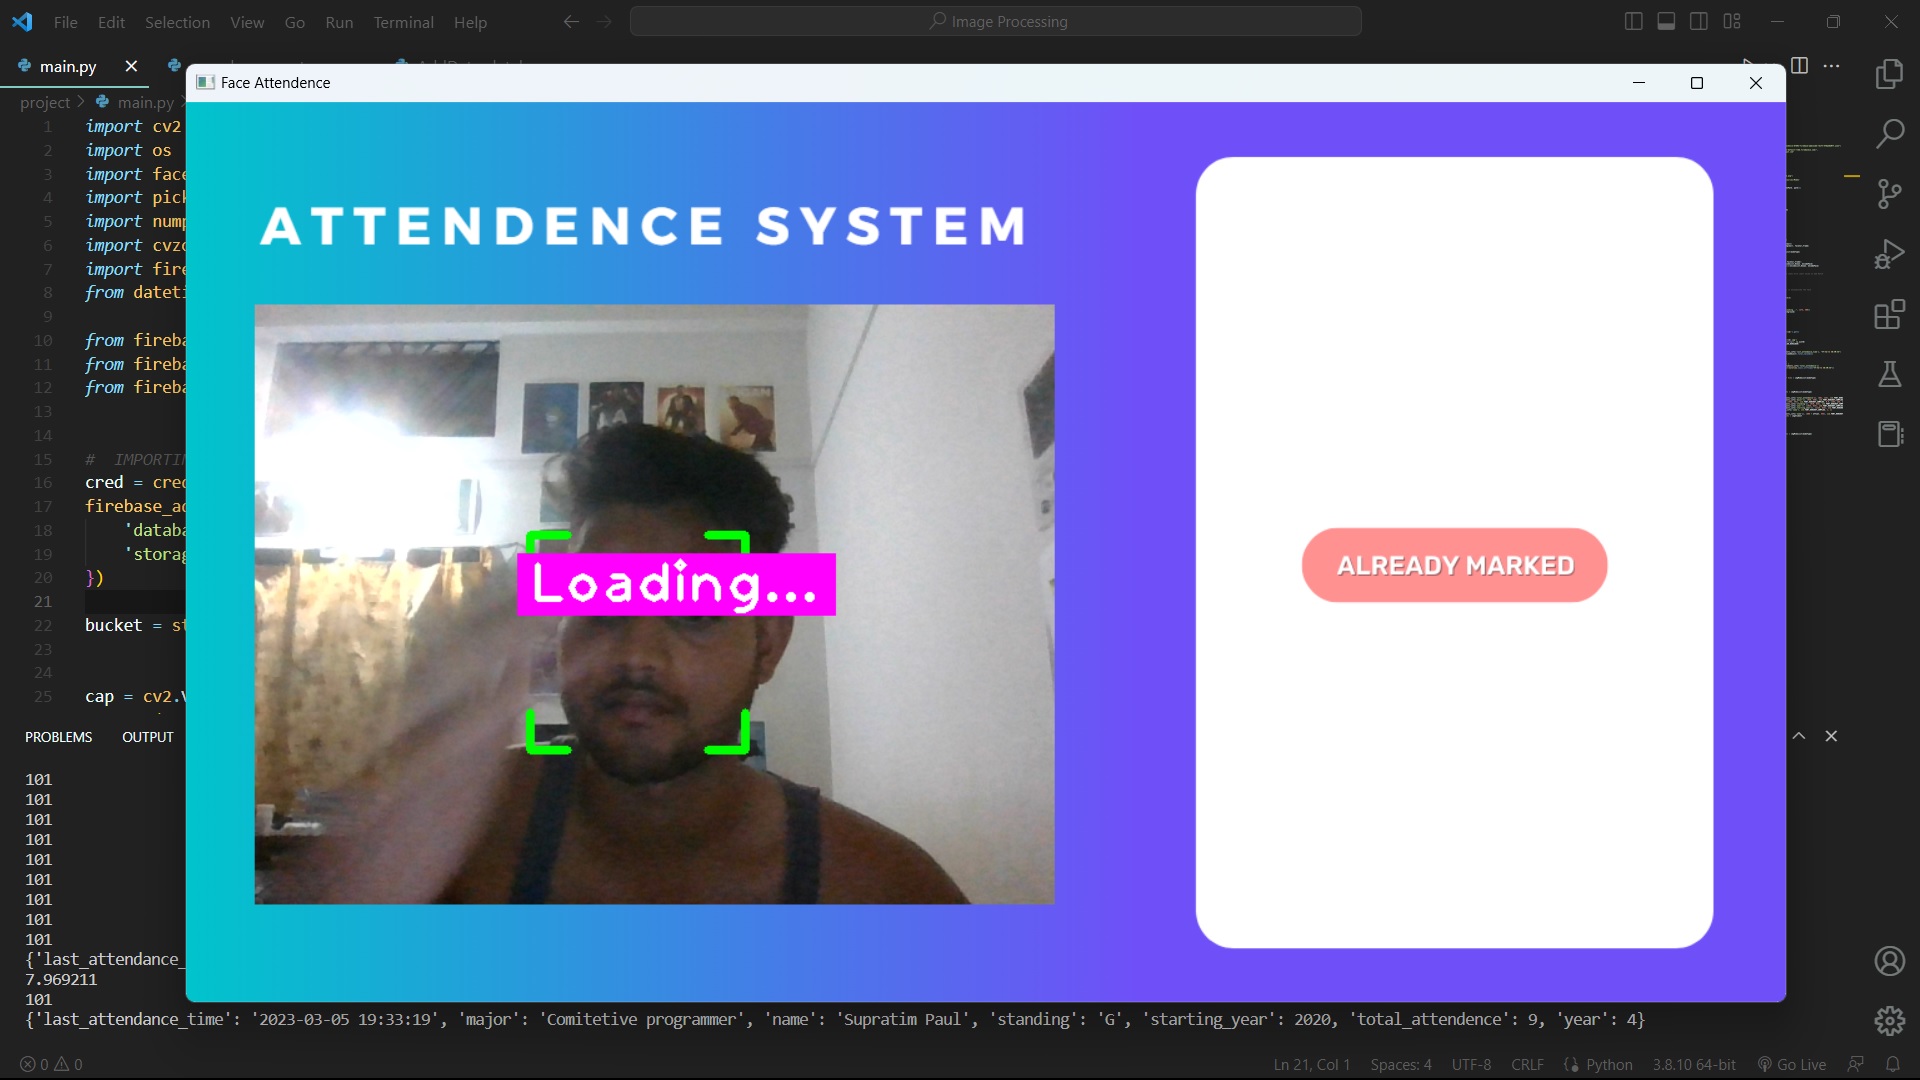 File Edit Selection View Go Run Terminal Help
Image Processing
main.py
Face Attendence
project > main.py
1 import cv2
2 import os
3 import face
4 import pick
5 import nump
6 import cvzo
7 import fire
8 from dateti
9
10 from fireba
11 from fireba
12 from fireba
13
14
15 # IMPORTIN
16 cred = cred
17 firebase_ad
18 'databa
19 'storag
20 })
21
22 bucket = st
23
24
25 cap = cv2.V
ATTENDENCE SYSTEM
Loading...
ALREADY MARKED
PROBLEMS OUTPUT
101
101
101
101
101
101
101
101
101
{'last_attendance_
7.969211
101
{'last_attendance_time': '2023-03-05 19:33:19', 'major': 'Comitetive programmer', 'name': 'Supratim Paul', 'standing': 'G', 'starting_year': 2020, 'total_attendence': 9, 'year': 4}
0 0 Ln 21, Col 1 Spaces: 4 UTF-8 CRLF Python 3.8.10 64-bit Go Live